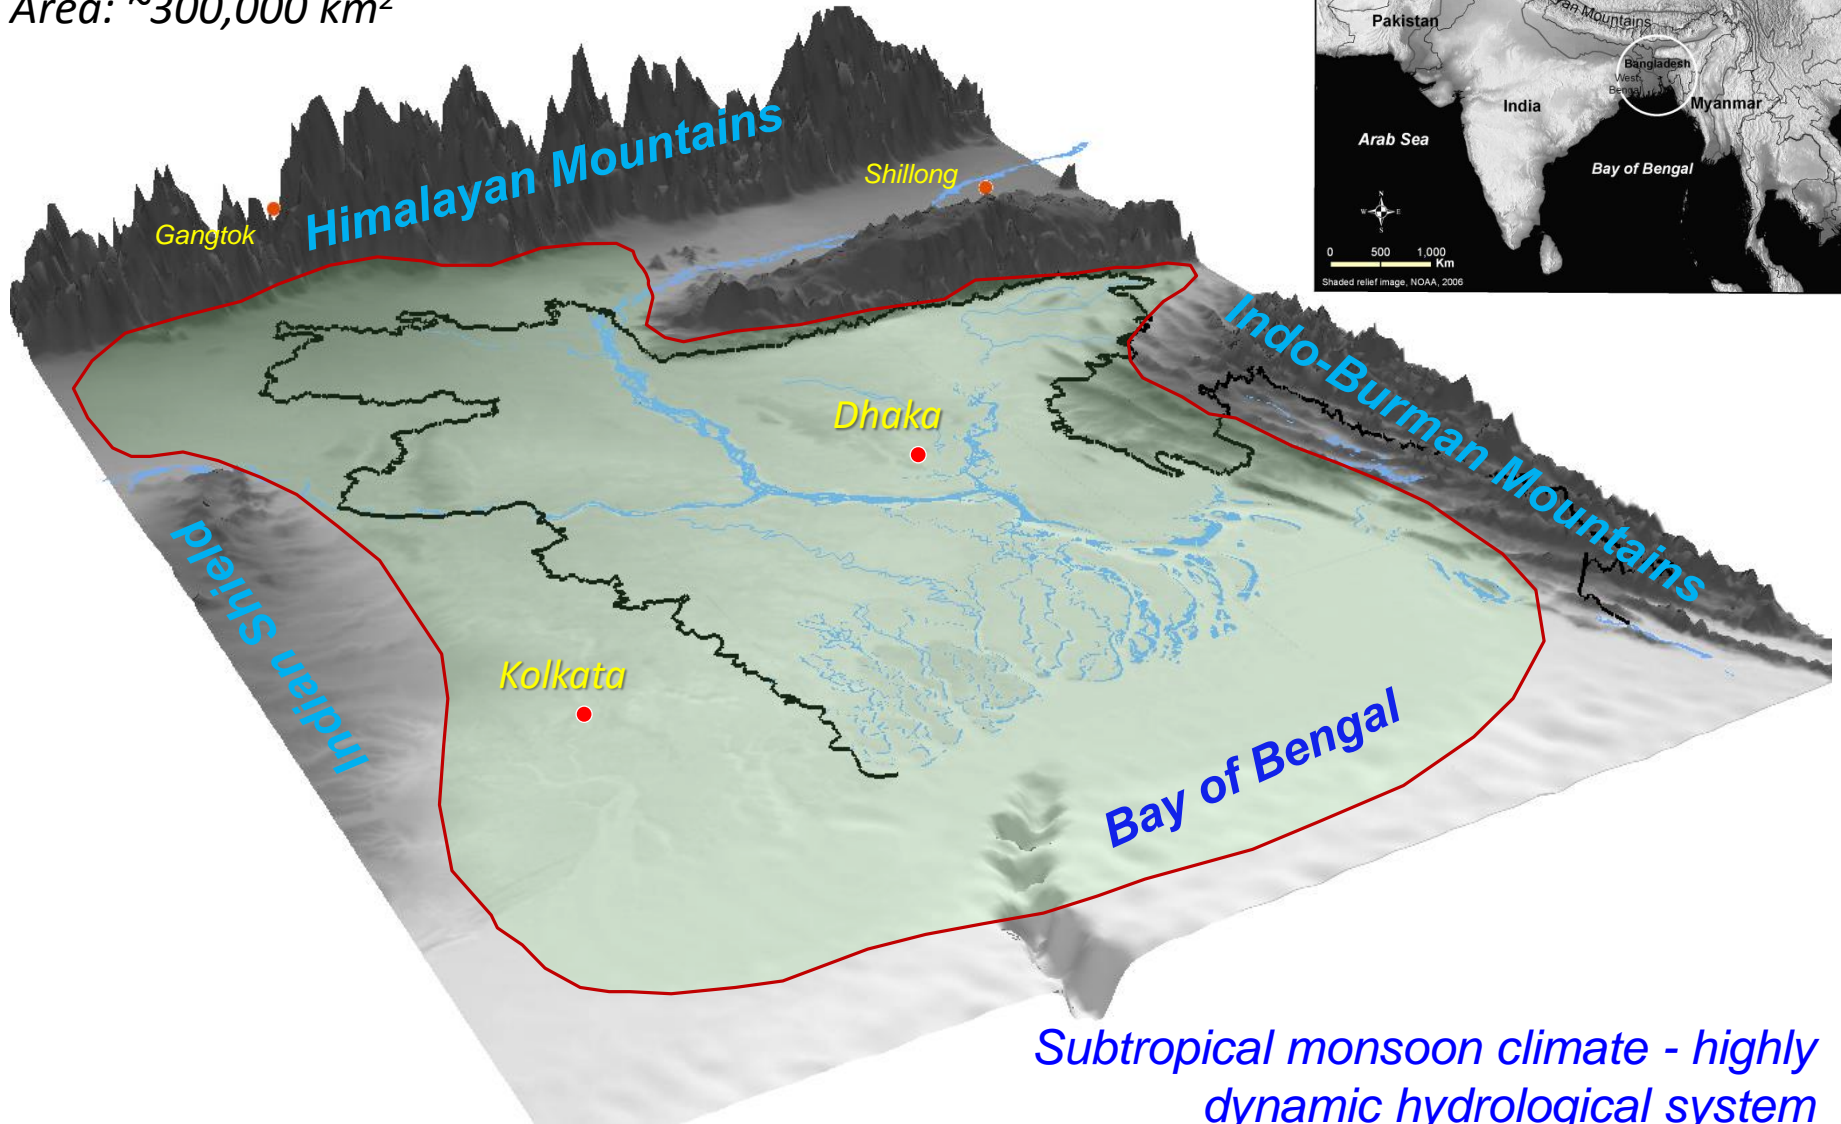 Area: ~300,000 km²
Pakistan
yan Mountains
Bangladesh
West
Bengal
India
Myanmar
Arab Sea
Bay of Bengal
N
W
E
S
0 500 1,000
Km
Shaded relief image, NOAA, 2006
Himalayan Mountains
Shillong
Gangtok
Indo-Burman Mountains
Dhaka
Indian Shield
Kolkata
Bay of Bengal
Subtropical monsoon climate - highly
dynamic hydrological system